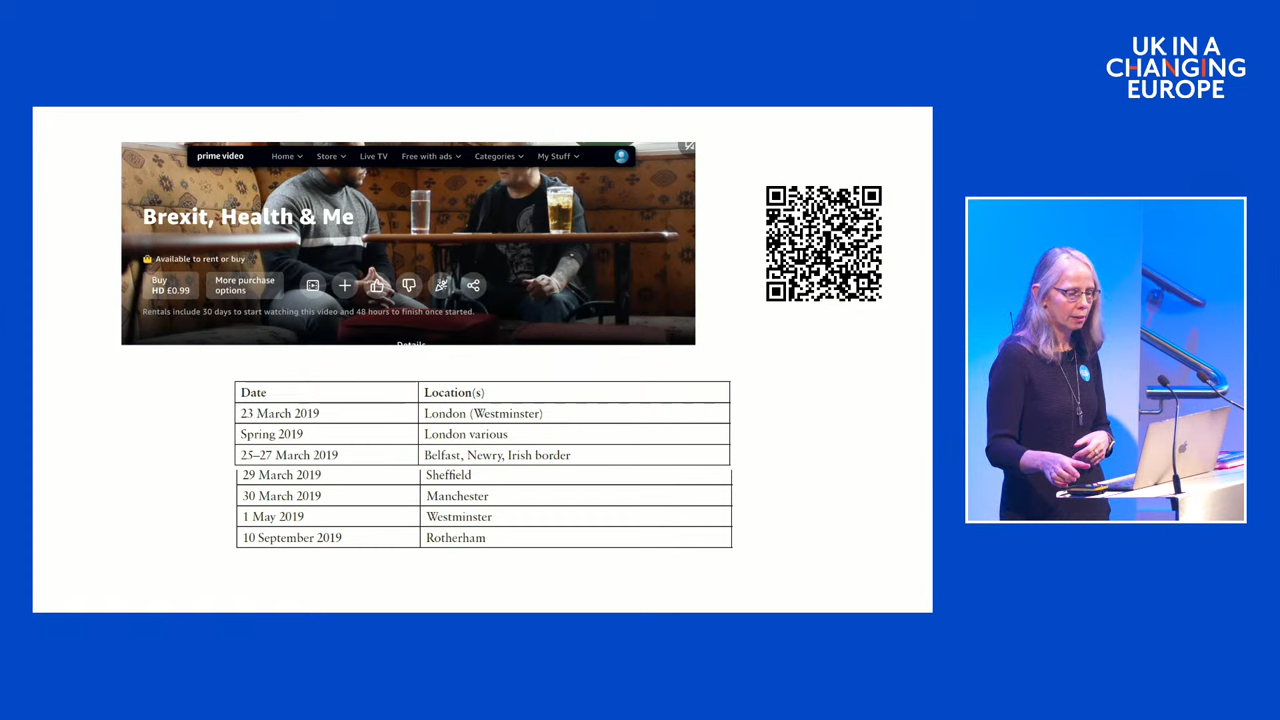 UK IN A
CHANGING
EUROPE
prime video Home Store Live TV Free with ads Categories My Stuff
Brexit, Health & Me
Available to rent or buy
Buy
HD £0.99
More purchase
options
Rentals include 30 days to start watching this video and 48 hours to finish once started.
Details
Date Location(s)
23 March 2019 London (Westminster)
Spring 2019 London various
25–27 March 2019 Belfast, Newry, Irish border
29 March 2019 Sheffield
30 March 2019 Manchester
1 May 2019 Westminster
10 September 2019 Rotherham